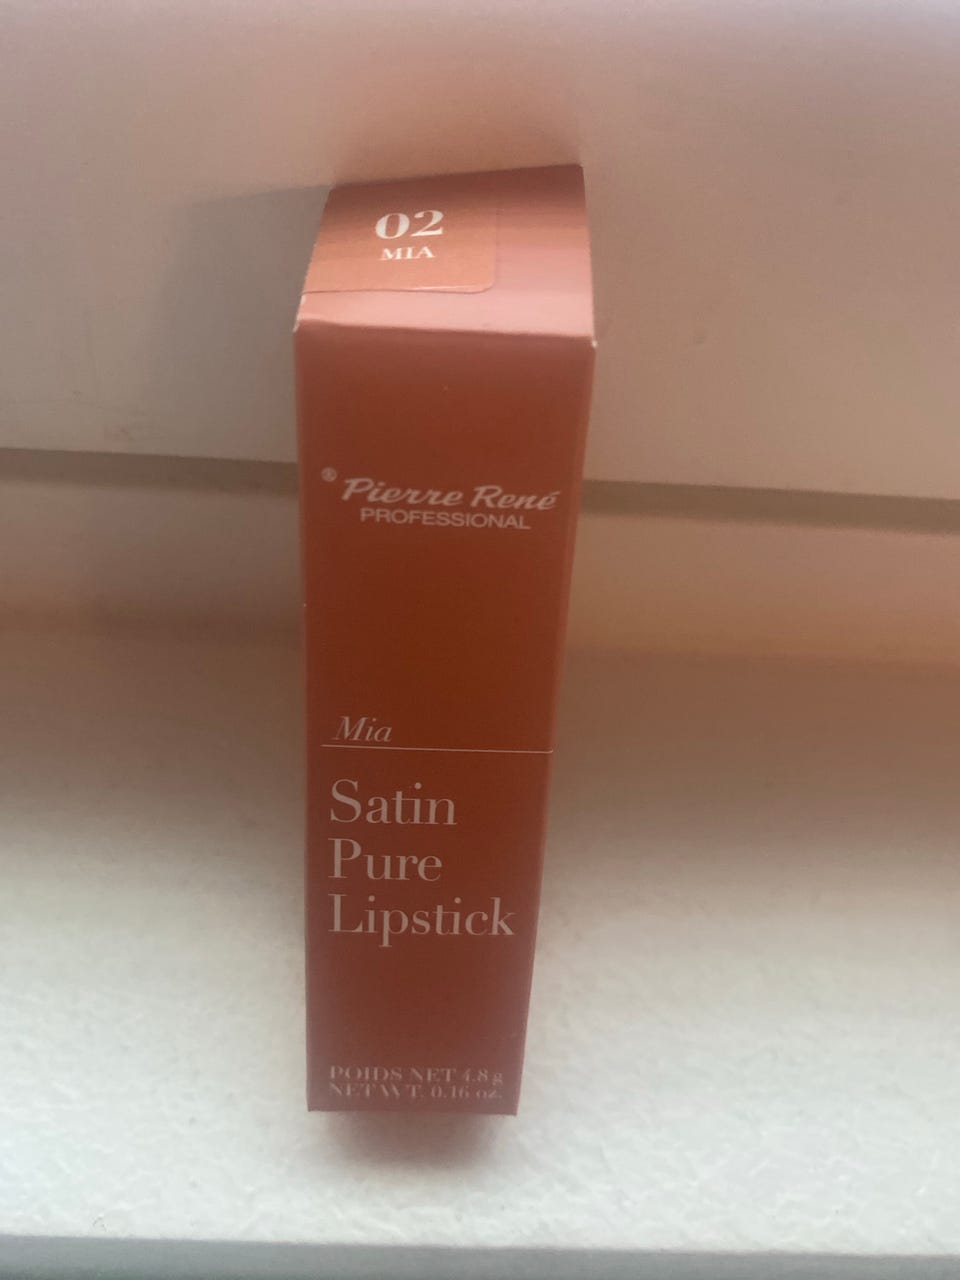 02
MIA
® Pierre René
PROFESSIONAL
Mia
Satin
Pure
Lipstick
POIDS NET 4.8 g
NET WT. 0.16 oz.